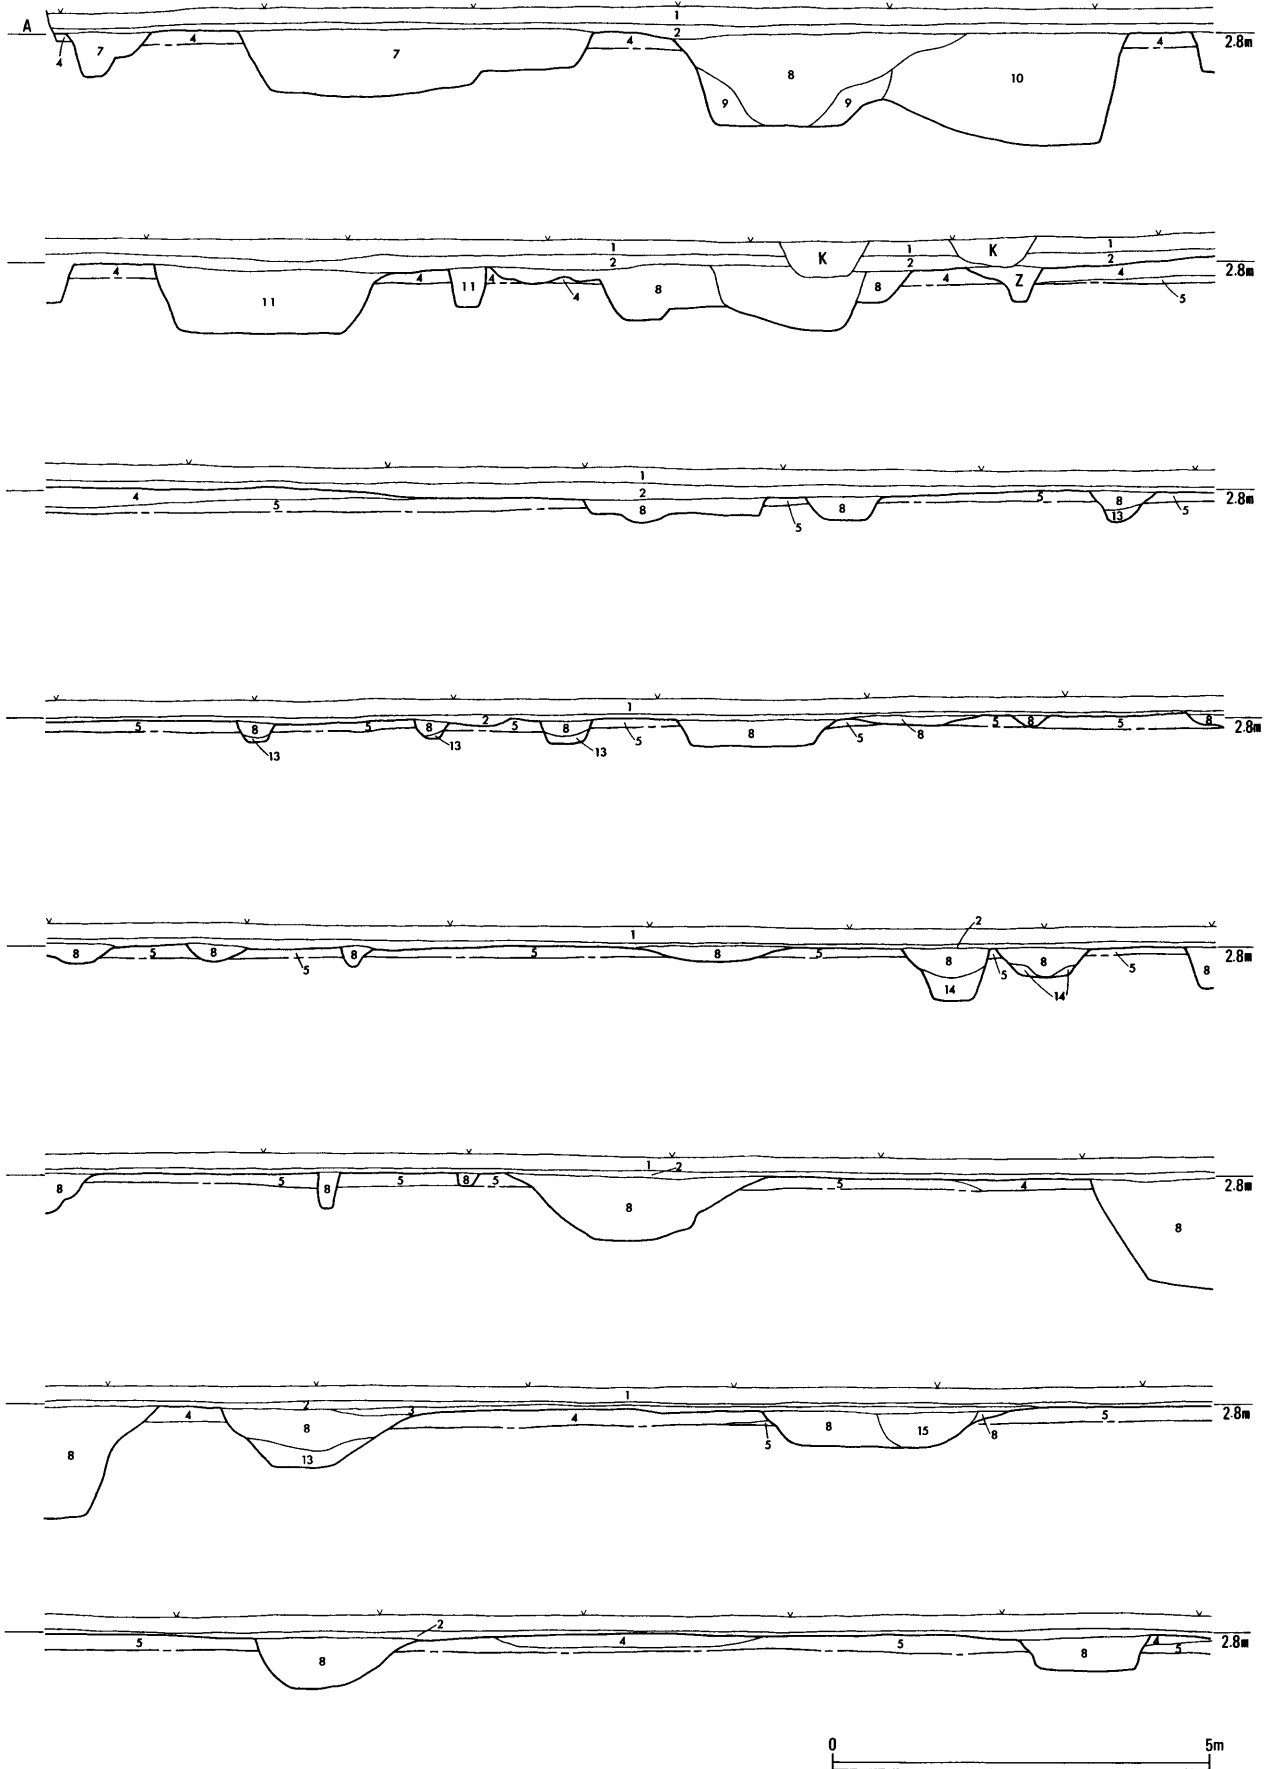 1
A 2 2.8m
4 7 4 7 4 8 9 9 10 4
1 K 1 K 1
2 2 2 2.8m
4 11 4 11 4 4 8 8 4 Z 4 5
1
4 5 2 8 5 8 5 8 13 5 2.8m
1
5 8 13 5 8 13 2 5 8 13 5 8 5 8 5 8 5 8 2.8m
2
1
8 5 8 5 8 5 8 5 8 14 5 8 14 5 8 2.8m
1 2
8 5 8 5 8 5 8 5 4 8 2.8m
1
8 4 2 8 13 3 4 5 8 15 8 5 2.8m
2
5 8 4 5 8 4 5 2.8m
0 5m